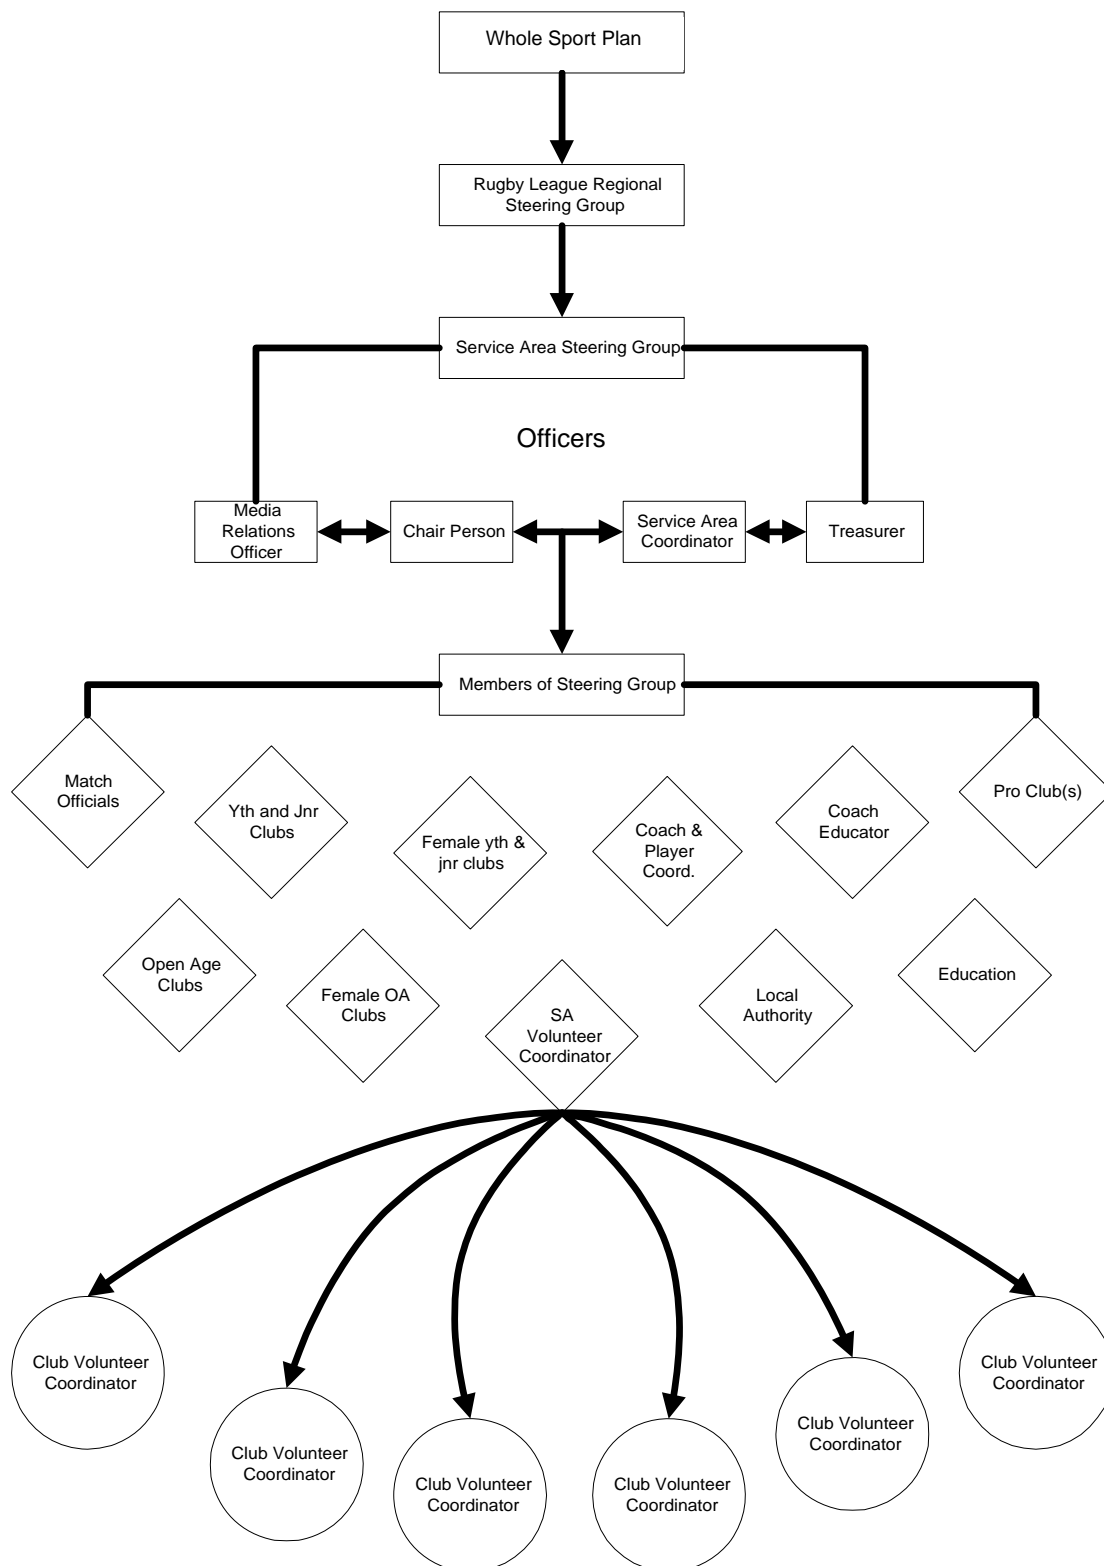 Whole Sport Plan
Rugby League Regional
Steering Group
Service Area Steering Group
Officers
Media
Relations
Officer
Chair Person
Service Area
Coordinator
Treasurer
Members of Steering Group
Match
Officials
Yth and Jnr
Clubs
Female yth &
jnr clubs
Coach &
Player
Coord.
Coach
Educator
Pro Club(s)
Open Age
Clubs
Female OA
Clubs
SA
Volunteer
Coordinator
Local
Authority
Education
Club Volunteer
Coordinator
Club Volunteer
Coordinator
Club Volunteer
Coordinator
Club Volunteer
Coordinator
Club Volunteer
Coordinator
Club Volunteer
Coordinator